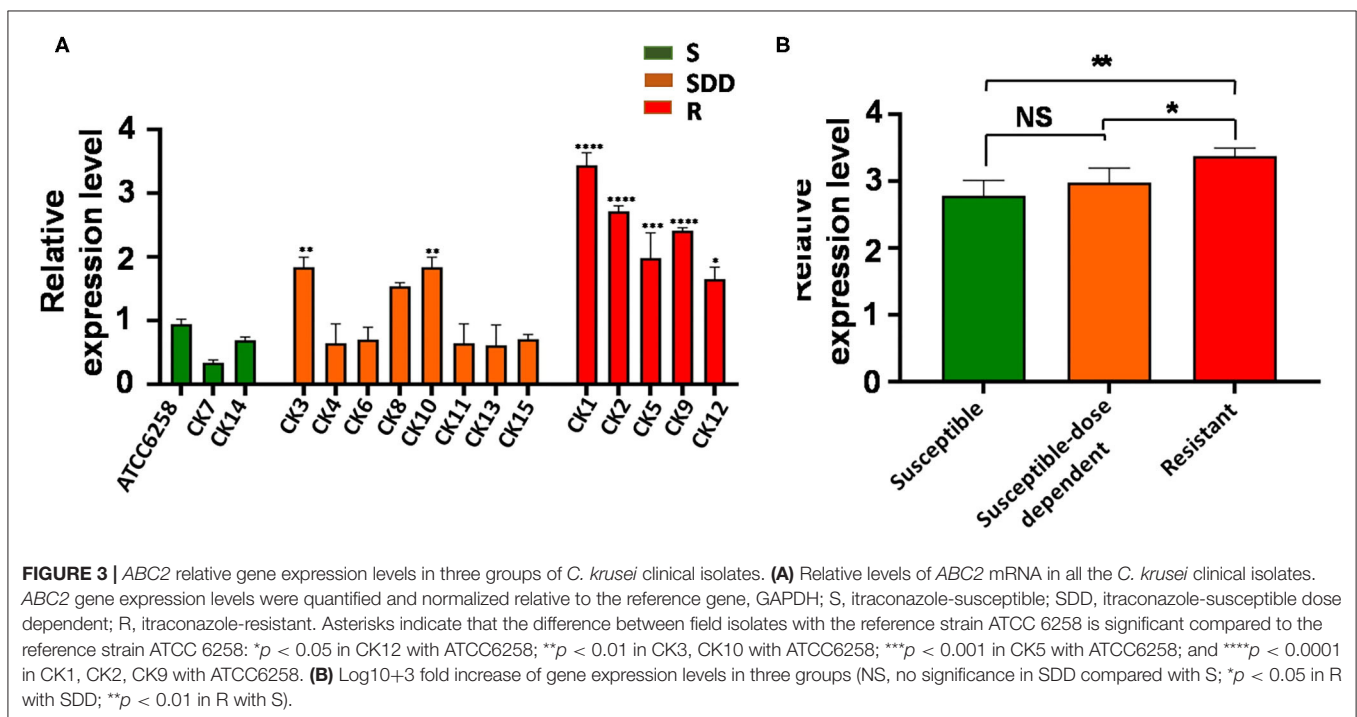 A
S
SDD
R
****
****
***
****
*
**
**
4
3
2
1
0
Relative
expression level
ATCC6258
CK7
CK14
CK3
CK4
CK6
CK8
CK10
CK11
CK13
CK15
CK1
CK2
CK5
CK9
CK12
B
**
NS
*
4
3
2
1
0
Relative
expression level
Susceptible
Susceptible-dose
dependent
Resistant
FIGURE 3 | ABC2 relative gene expression levels in three groups of C. krusei clinical isolates. (A) Relative levels of ABC2 mRNA in all the C. krusei clinical isolates.
ABC2 gene expression levels were quantified and normalized relative to the reference gene, GAPDH; S, itraconazole-susceptible; SDD, itraconazole-susceptible dose
dependent; R, itraconazole-resistant. Asterisks indicate that the difference between field isolates with the reference strain ATCC 6258 is significant compared to the
reference strain ATCC 6258: *p < 0.05 in CK12 with ATCC6258; **p < 0.01 in CK3, CK10 with ATCC6258; ***p < 0.001 in CK5 with ATCC6258; and ****p < 0.0001
in CK1, CK2, CK9 with ATCC6258. (B) Log10+3 fold increase of gene expression levels in three groups (NS, no significance in SDD compared with S; *p < 0.05 in R
with SDD; **p < 0.01 in R with S).